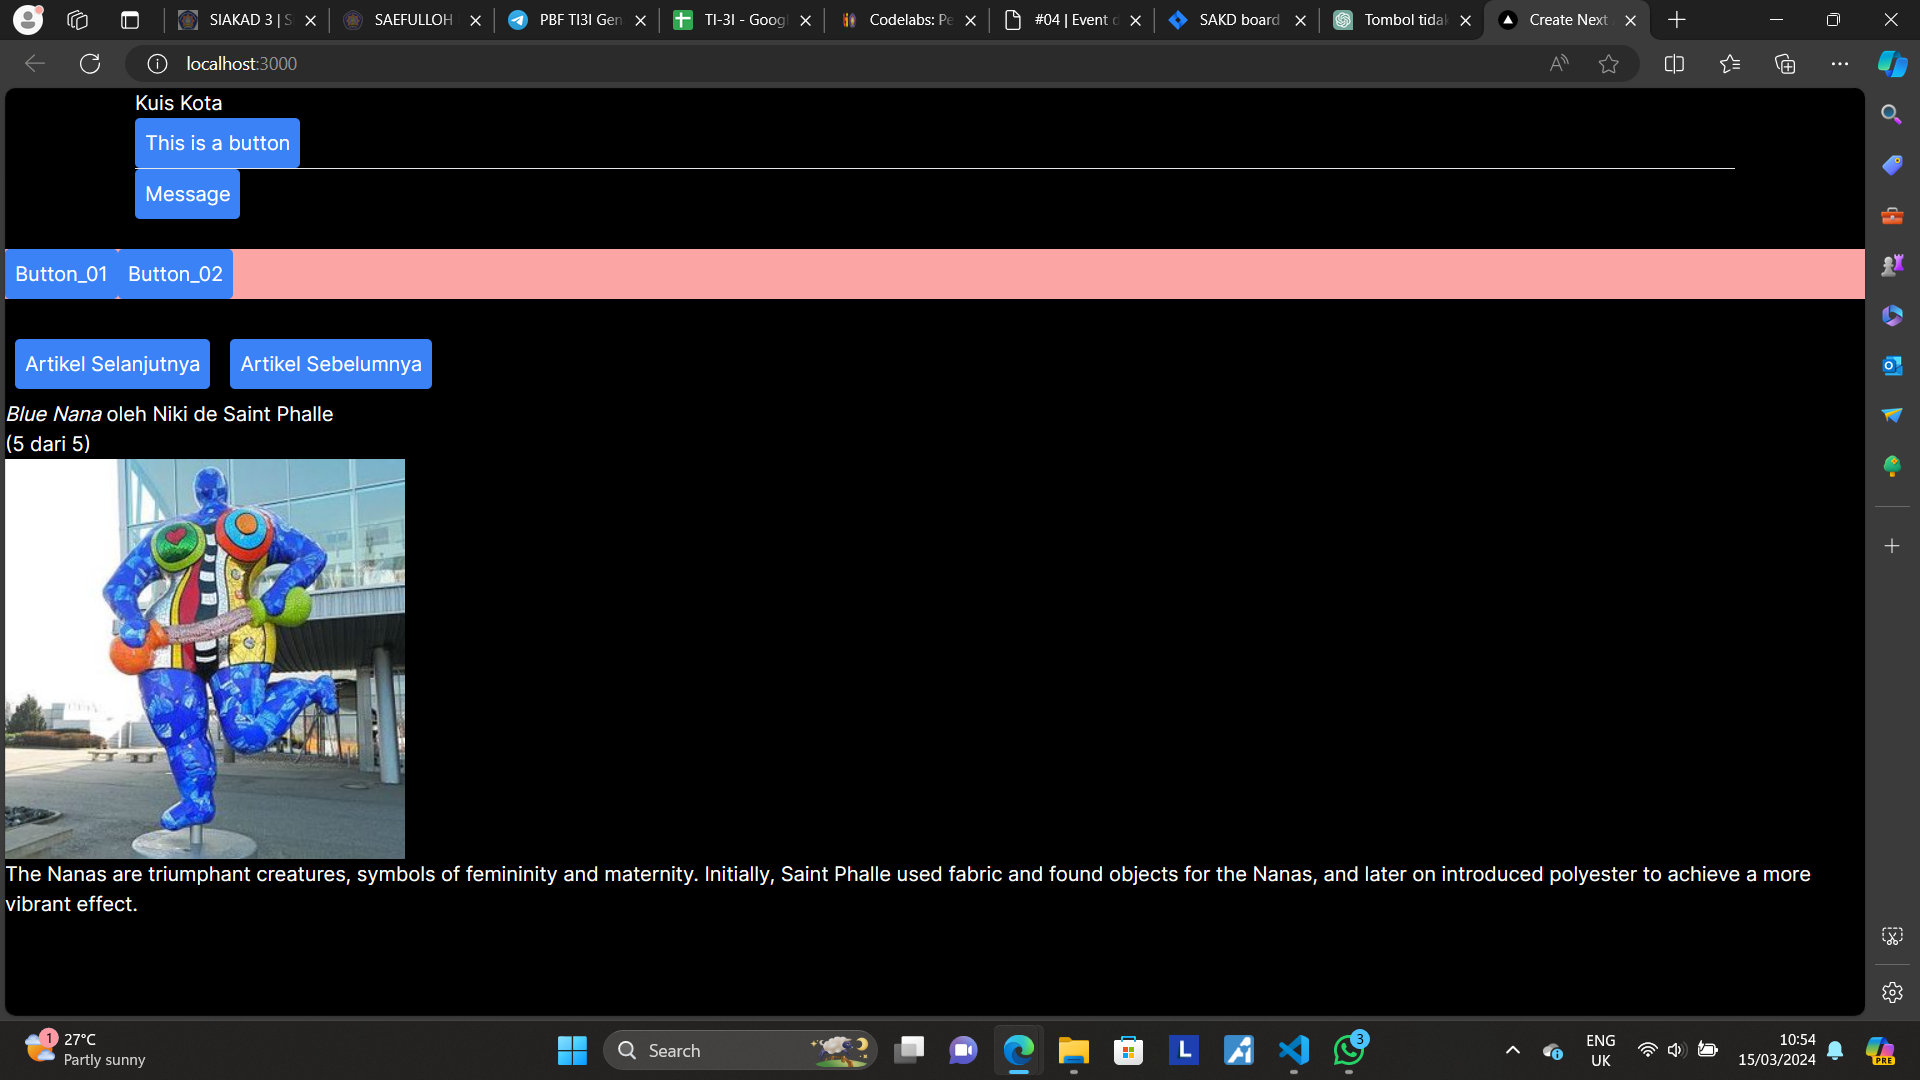 SIAKAD 3 | S
SAEFULLOH
PBF TI3I Gen
TI-3I - Googl
Codelabs: Pe
#04 | Event d
SAKD board
Tombol tidak
Create Next
localhost:3000
Kuis Kota
This is a button
Message
Button_01
Button_02
Artikel Selanjutnya
Artikel Sebelumnya
Blue Nana oleh Niki de Saint Phalle
(5 dari 5)
The Nanas are triumphant creatures, symbols of femininity and maternity. Initially, Saint Phalle used fabric and found objects for the Nanas, and later on introduced polyester to achieve a more
vibrant effect.
1
27°C
Partly sunny
Search
L
3
ENG
UK
10:54
15/03/2024
PRE